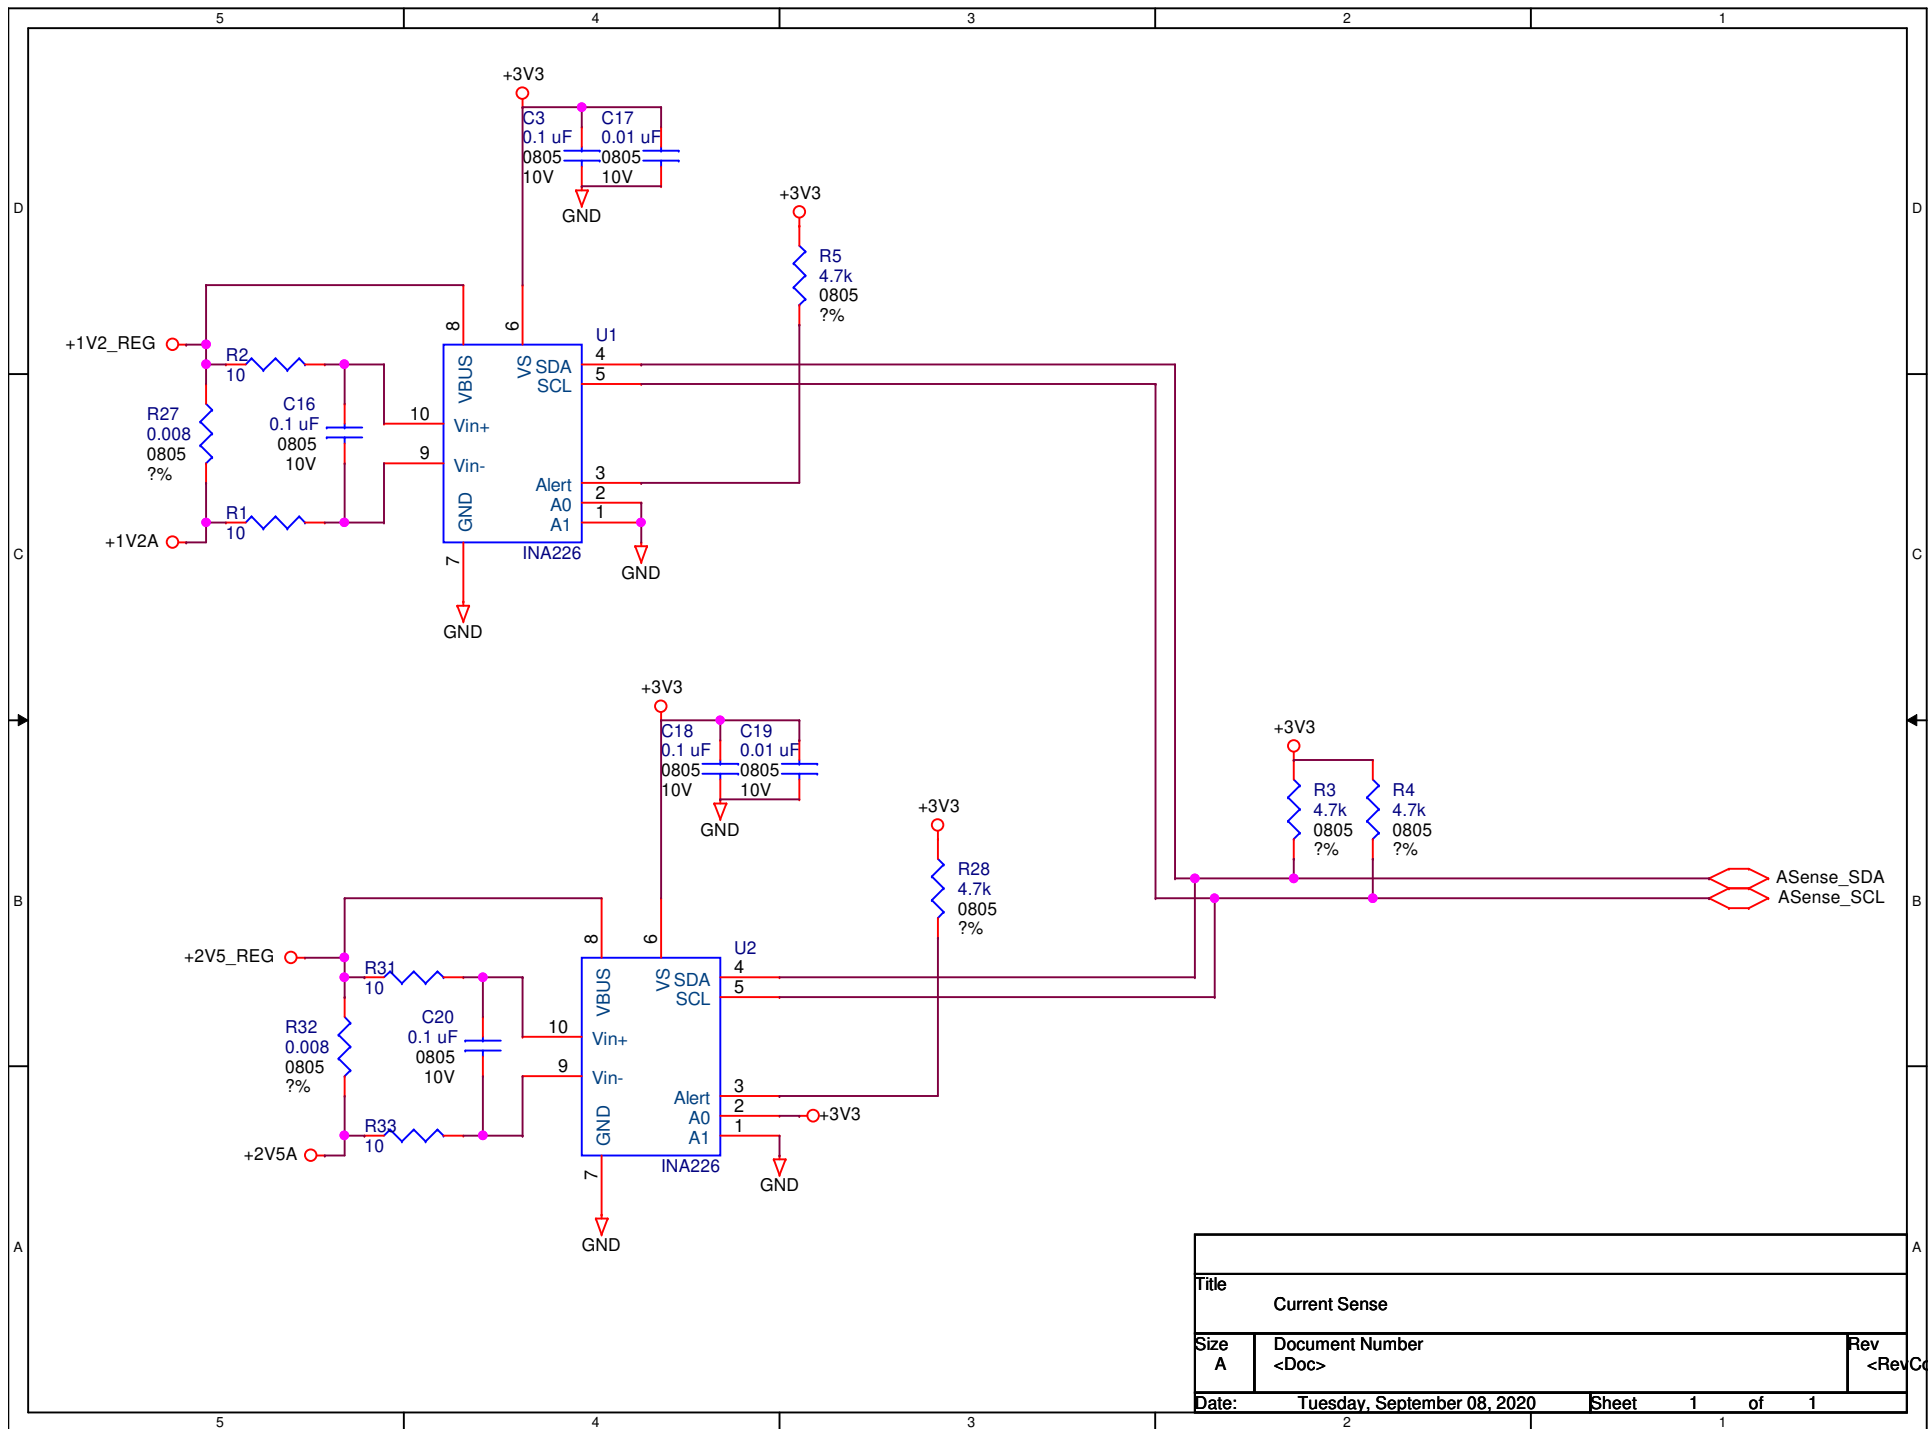 5
4
3
2
1
D
D
C
C
B
B
A
A
+3V3
C3
0.1 uF
0805
10V
C17
0.01 uF
0805
10V
GND
+3V3
R5
4.7k
0805
?%
+1V2_REG
R2
10
R27
0.008
0805
?%
C16
0.1 uF
0805
10V
R1
10
+1V2A
8
6
U1
VBUS
VS
SDA
4
SCL
5
10
Vin+
9
Vin-
Alert
3
A0
2
A1
1
GND
7
INA226
GND
GND
+3V3
C18
0.1 uF
0805
10V
C19
0.01 uF
0805
10V
GND
+3V3
R28
4.7k
0805
?%
+3V3
R3
4.7k
0805
?%
R4
4.7k
0805
?%
ASense_SDA
ASense_SCL
+2V5_REG
R31
10
R32
0.008
0805
?%
C20
0.1 uF
0805
10V
R33
10
+2V5A
8
6
U2
VBUS
VS
SDA
4
SCL
5
10
Vin+
9
Vin-
Alert
3
A0
2
+3V3
A1
1
GND
7
INA226
GND
GND
Title
Current Sense
Size
A
Document Number
<Doc>
Rev
<RevCo
Date:
Tuesday, September 08, 2020
Sheet
1
of
1
5
4
3
2
1